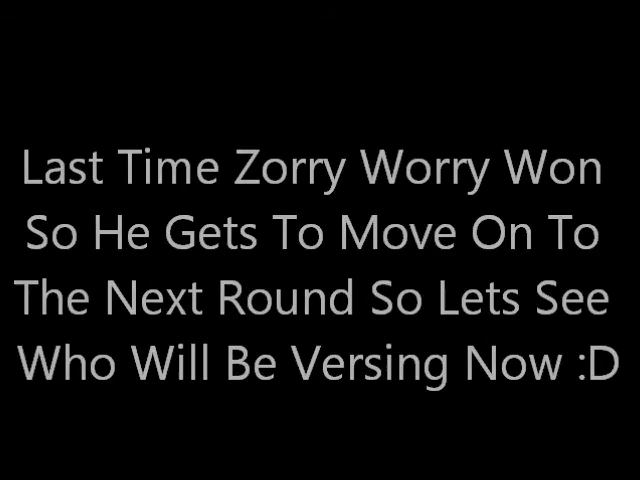 Last Time Zorry Worry Won
So He Gets To Move On To
The Next Round So Lets See
Who Will Be Versing Now :D